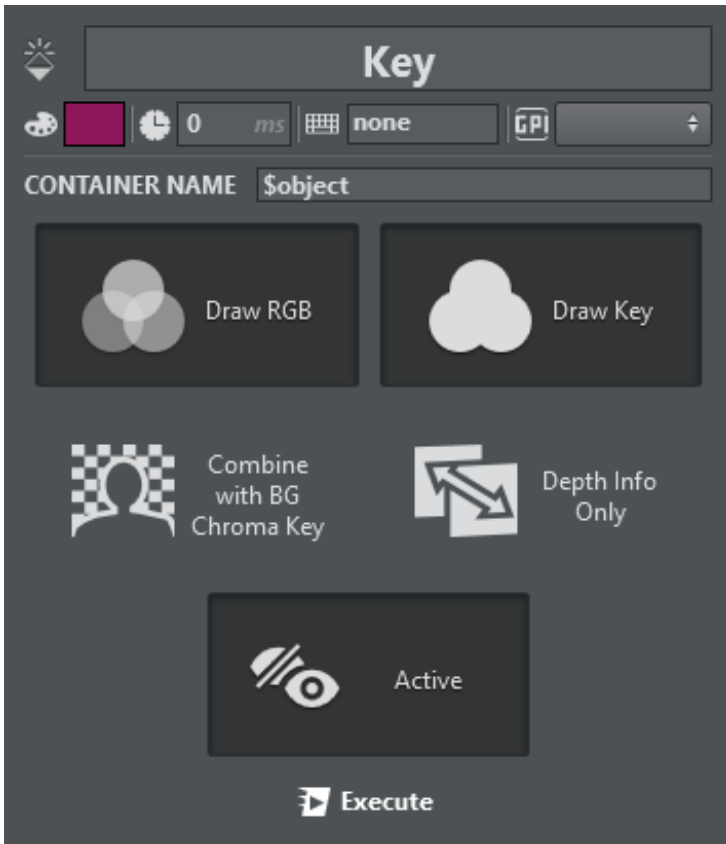 Key
0 ms none GPI
CONTAINER NAME $object
Draw RGB
Draw Key
Combine
with BG
Chroma Key
Depth Info
Only
Active
Execute